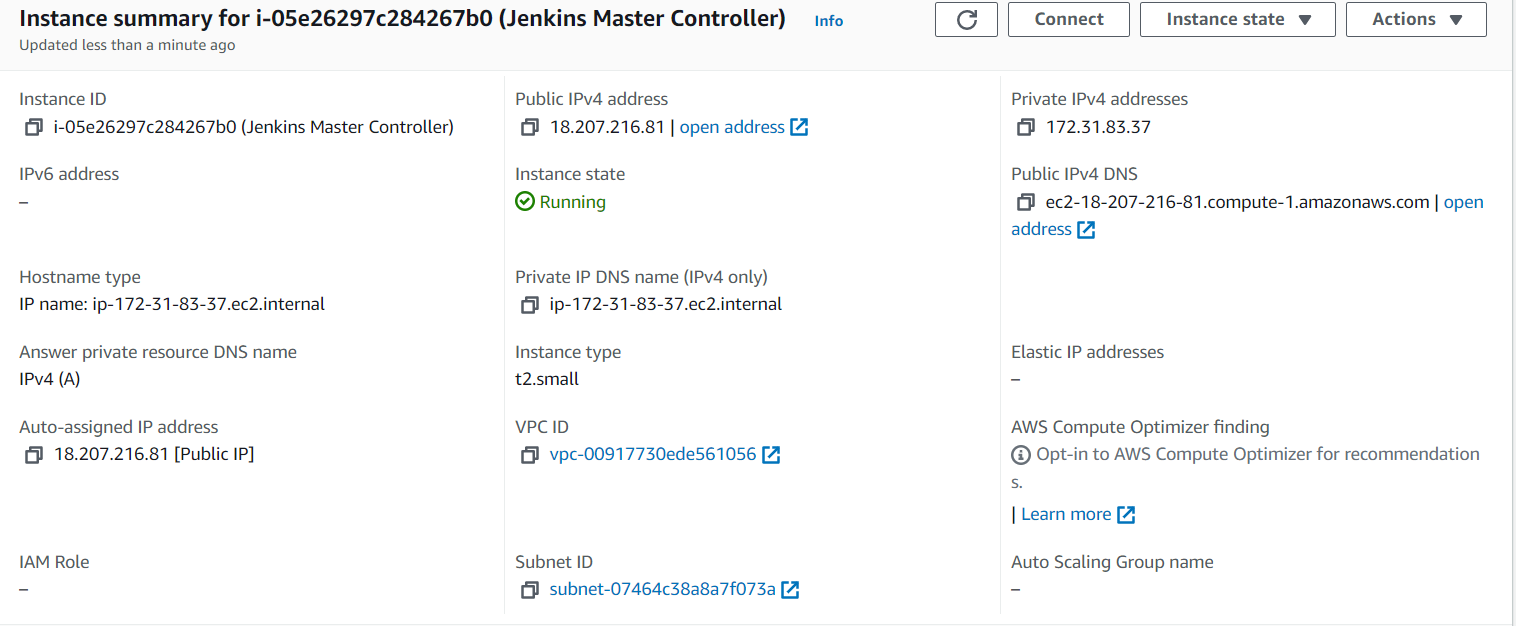 Instance summary for i-05e26297c284267b0 (Jenkins Master Controller) Info
Updated less than a minute ago
Connect
Instance state
Actions
Instance ID
i-05e26297c284267b0 (Jenkins Master Controller)
Public IPv4 address
18.207.216.81 | open address
Private IPv4 addresses
172.31.83.37
IPv6 address
–
Instance state
Running
Public IPv4 DNS
ec2-18-207-216-81.compute-1.amazonaws.com | open
address
Hostname type
IP name: ip-172-31-83-37.ec2.internal
Private IP DNS name (IPv4 only)
ip-172-31-83-37.ec2.internal
Answer private resource DNS name
IPv4 (A)
Instance type
t2.small
Elastic IP addresses
–
Auto-assigned IP address
18.207.216.81 [Public IP]
VPC ID
vpc-00917730ede561056
AWS Compute Optimizer finding
Opt-in to AWS Compute Optimizer for recommendation
s.
| Learn more
IAM Role
–
Subnet ID
subnet-07464c38a8a7f073a
Auto Scaling Group name
–